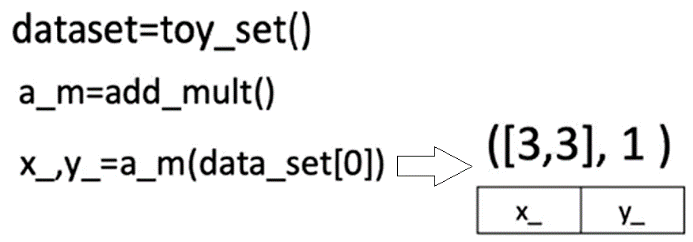 dataset=toy_set()
a_m=add_mult()
x_,y_=a_m(data_set[0])
([3,3], 1 )
x_ y_